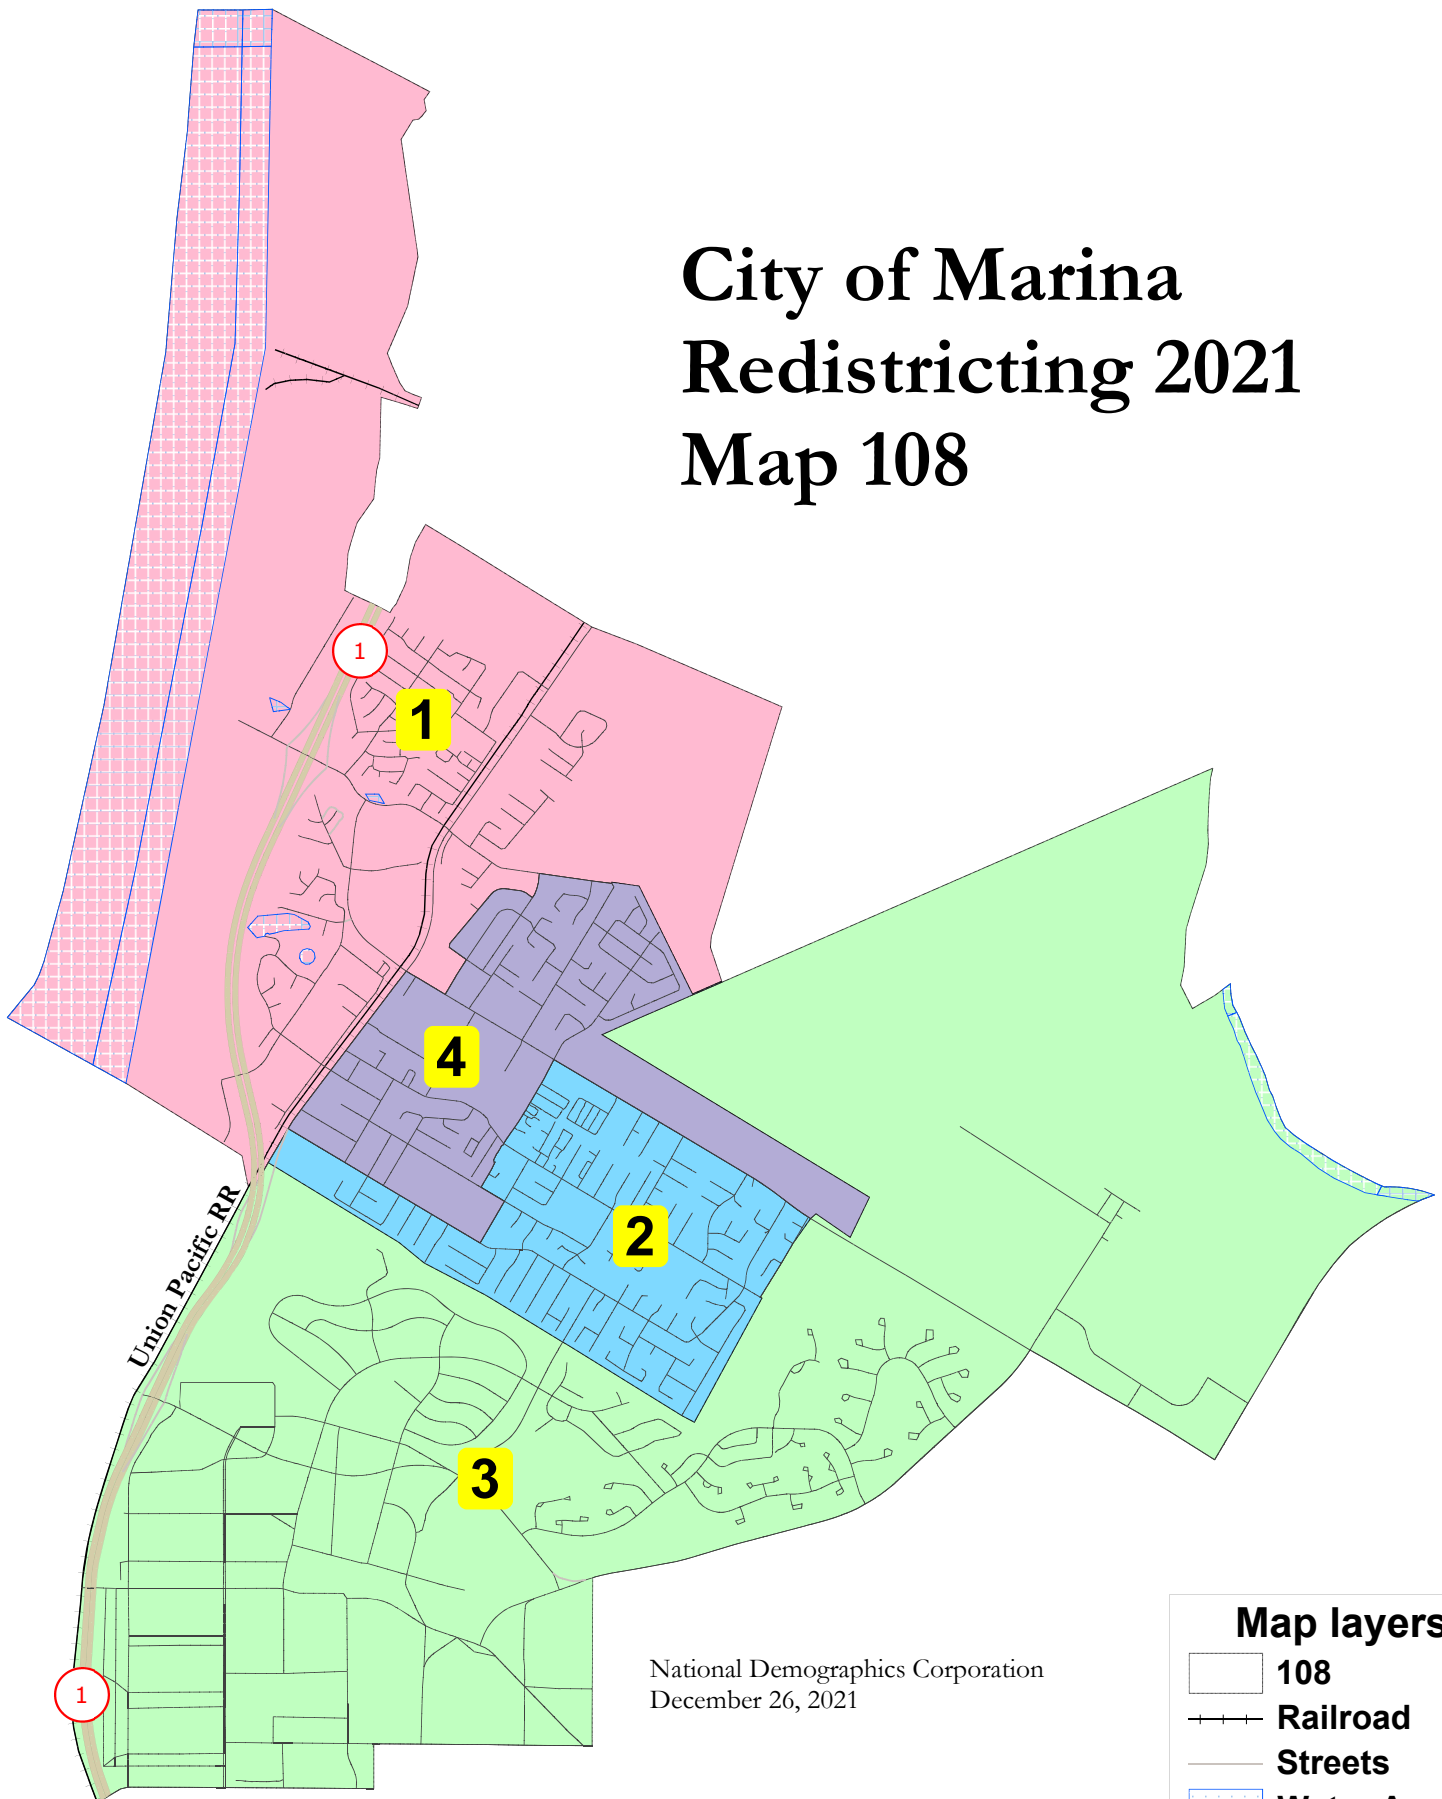 City of Marina
Redistricting 2021
Map 108
1
1
4
2
Union Pacific RR
3
1
National Demographics Corporation
December 26, 2021
Map layers
108
Railroad
Streets